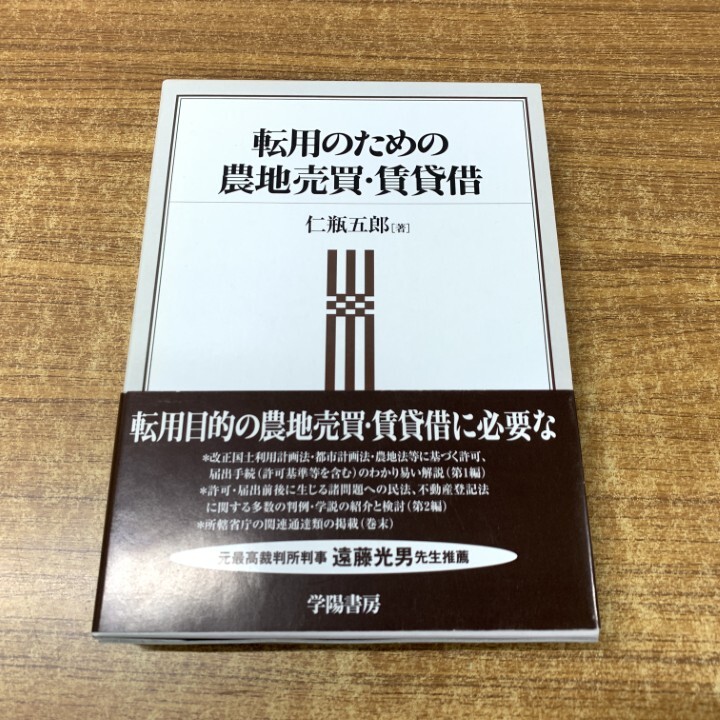 転用のための
農地売買・賃貸借
仁瓶五郎[著]
転用目的の農地売買・賃貸借に必要な
*改正国土利用計画法・都市計画法・農地法等に基づく許可、
届出手続(許可基準等を含む)のわかり易い解説(第1編)
*許可・届出前後に生じる諸問題への民法、不動産登記法
に関する多数の判例・学説の紹介と検討(第2編)
*所轄省庁の関連通達類の掲載(巻末)
元最高裁判所判事 遠藤光男先生推薦
学陽書房